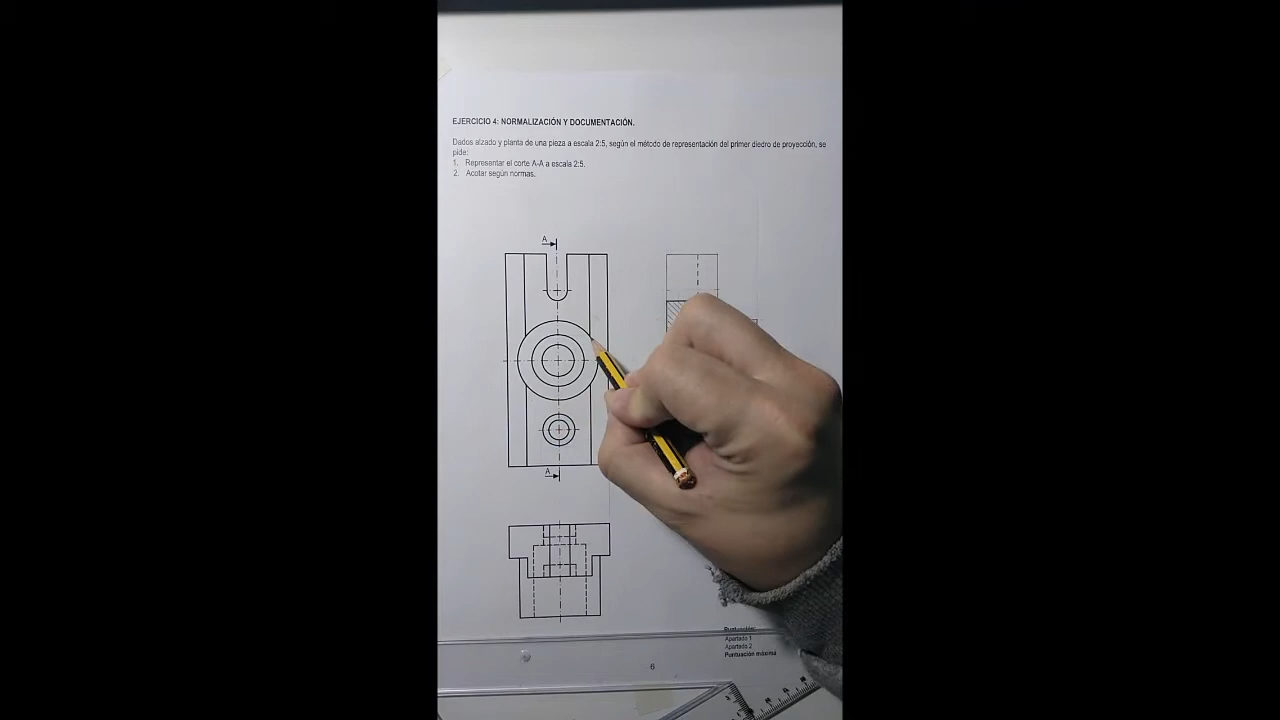 EJERCICIO 4: NORMALIZACIÓN Y DOCUMENTACIÓN.
Dados alzado y planta de una pieza a escala 2:5, según el método de representación del primer diedro de proyección, se
pide:
1. Representar el corte A-A a escala 2:5.
2. Acotar según normas.
A
A
Puntuación:
Apartado 1
Apartado 2
Puntuación máxima
6